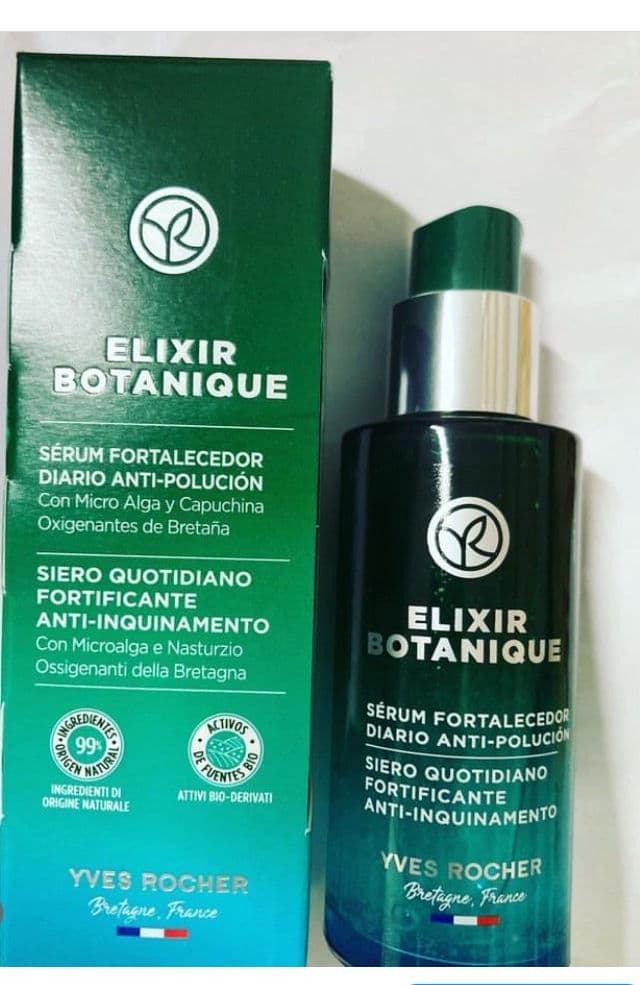 ELIXIR
BOTANIQUE
SÉRUM FORTALECEDOR
DIARIO ANTI-POLUCIÓN
Con Micro Alga y Capuchina
Oxigenantes de Bretaña
SIERO QUOTIDIANO
FORTIFICANTE
ANTI-INQUINAMENTO
Con Microalga e Nasturzio
Ossigenanti della Bretagna
INGREDIENTES
99%
ORIGEN NATURAL
INGREDIENTI DI
ORIGINE NATURALE
ACTIVOS
DE FUENTES BIO
ATTIVI BIO-DERIVATI
YVES ROCHER
Bretagne, France
ELIXIR
BOTANIQUE
SÉRUM FORTALECEDOR
DIARIO ANTI-POLUCIÓN
SIERO QUOTIDIANO
FORTIFICANTE
ANTI-INQUINAMENTO
YVES ROCHER
Bretagne, France